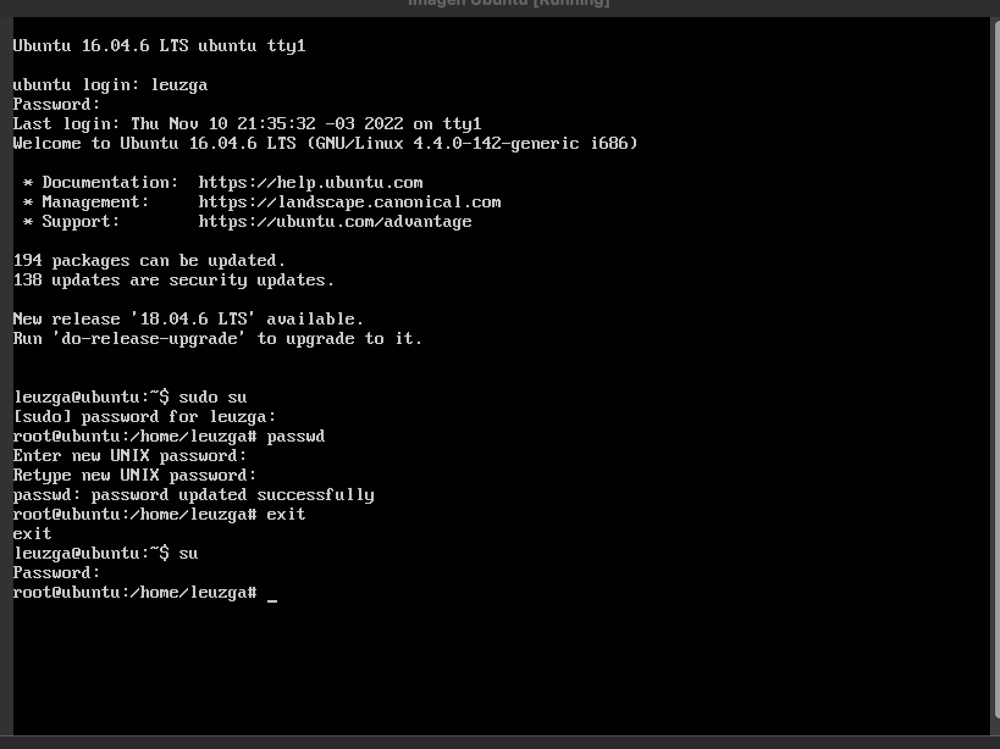 Imagen Ubuntu [Running]
Ubuntu 16.04.6 LTS ubuntu tty1
ubuntu login: leuzga
Password:
Last login: Thu Nov 10 21:35:32 -03 2022 on tty1
Welcome to Ubuntu 16.04.6 LTS (GNU/Linux 4.4.0-142-generic i686)
 * Documentation:  https://help.ubuntu.com
 * Management:     https://landscape.canonical.com
 * Support:        https://ubuntu.com/advantage
194 packages can be updated.
138 updates are security updates.
New release '18.04.6 LTS' available.
Run 'do-release-upgrade' to upgrade to it.
leuzga@ubuntu:~$ sudo su
[sudo] password for leuzga:
root@ubuntu:/home/leuzga# passwd
Enter new UNIX password:
Retype new UNIX password:
passwd: password updated successfully
root@ubuntu:/home/leuzga# exit
exit
leuzga@ubuntu:~$ su
Password:
root@ubuntu:/home/leuzga# _